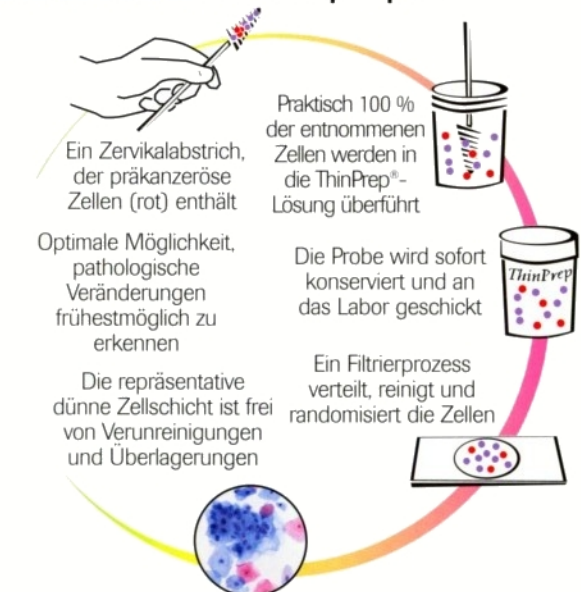 Ein Zervikalabstrich,
der präkanzeröse
Zellen (rot) enthält
Praktisch 100 %
der entnommenen
Zellen werden in
die ThinPrep®-
Lösung überführt
Die Probe wird sofort
konserviert und an
das Labor geschickt
ThinPrep
Ein Filtrierprozess
verteilt, reinigt und
randomisiert die Zellen
Die repräsentative
dünne Zellschicht ist frei
von Verunreinigungen
und Überlagerungen
Optimale Möglichkeit,
pathologische
Veränderungen
frühestmöglich zu
erkennen